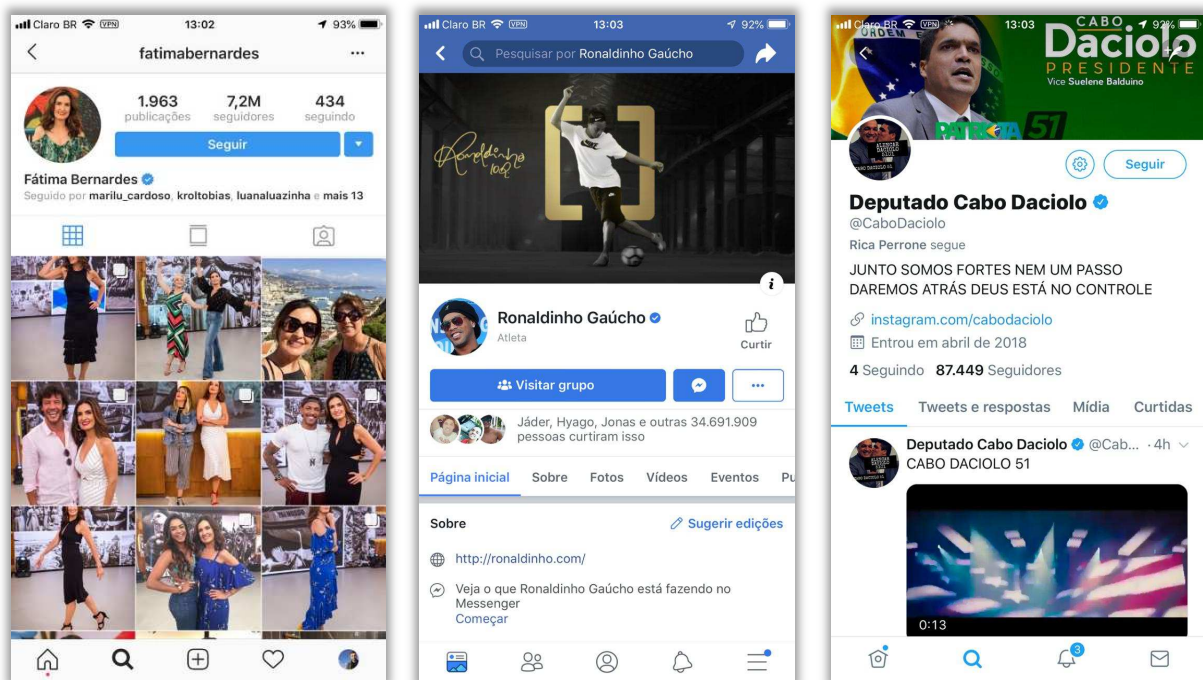 Claro BR VPN 13:02 93%
fatimabernardes
1.963 7,2M 434
publicações seguidores seguindo
Seguir
Fátima Bernardes
Seguido por marilu_cardoso, kroltobias, luanaluazinha e mais 13
Claro BR VPN 13:03 92%
Pesquisar por Ronaldinho Gaúcho
Ronaldinho
Ronaldinho Gaúcho
Atleta
Curtir
Visitar grupo
Jáder, Hyago, Jonas e outras 34.691.909
pessoas curtiram isso
Página inicial Sobre Fotos Vídeos Eventos Pu
Sobre Sugerir edições
http://ronaldinho.com/
Veja o que Ronaldinho Gaúcho está fazendo no
Messenger
Começar
Claro BR VPN 13:03 92%
ORDEM E
CABO
Daciolo
PRESIDENTE
Vice Suelene Balduino
PATRIOTA 51
Seguir
Deputado Cabo Daciolo
@CaboDaciolo
Rica Perrone segue
JUNTO SOMOS FORTES NEM UM PASSO
DAREMOS ATRÁS DEUS ESTÁ NO CONTROLE
instagram.com/cabodaciolo
Entrou em abril de 2018
4 Seguindo 87.449 Seguidores
Tweets Tweets e respostas Mídia Curtidas
Deputado Cabo Daciolo @Cab... · 4h
CABO DACIOLO 51
0:13
3